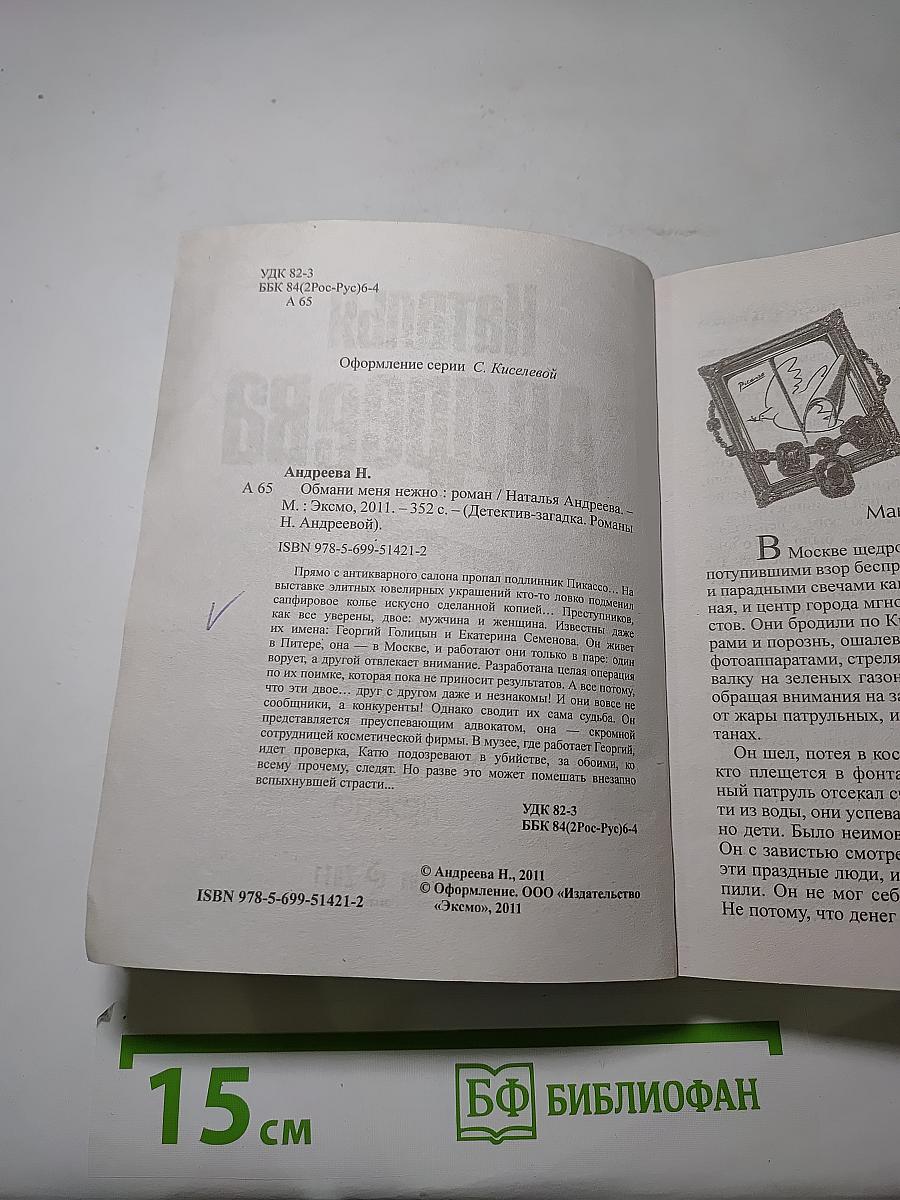 УДК 82-3
ББК 84(2Рос-Рус)6-4
А 65
Оформление серии С. Киселевой
Андреева Н.
А 65 Обмани меня нежно : роман / Наталья Андреева. –
М. : Эксмо, 2011. – 352 с. – (Детектив-загадка. Романы
Н. Андреевой).
ISBN 978-5-699-51421-2
Прямо с антикварного салона пропал подлинник Пикассо... На
выставке элитных ювелирных украшений кто-то ловко подменил
сапфировое колье искусно сделанной копией... Преступников,
как все уверены, двое: мужчина и женщина. Известны даже
их имена: Георгий Голицын и Екатерина Семенова. Он живет
в Питере, она — в Москве, и работают они только в паре: один
ворует, а другой отвлекает внимание. Разработана целая операция
по их поимке, которая пока не приносит результатов. А все потому,
что эти двое... друг с другом даже и незнакомы! И они вовсе не
сообщники, а конкуренты! Однако сводит их сама судьба. Он
представляется преуспевающим адвокатом, она — скромной
сотрудницей косметической фирмы. В музее, где работает Георгий,
идет проверка, Катю подозревают в убийстве, за обоими, ко
всему прочему, следят. Но разве это может помешать внезапно
вспыхнувшей страсти...
УДК 82-3
ББК 84(2Рос-Рус)6-4
© Андреева Н., 2011
© Оформление. ООО «Издательство
«Эксмо», 2011
ISBN 978-5-699-51421-2
Picasso
В Москве щедро
потупившими взор беспр
и парадными свечами ка
ная, и центр города мгно
стов. Они бродили по К
рами и порознь, ошалев
фотоаппаратами, стреля
валку на зеленых газон
обращая внимания на за
от жары патрульных, и
танах.
Он шел, потея в кос
кто плещется в фонта
ный патруль отсекал с
ти из воды, они успева
но дети. Было неимов
Он с завистью смотре
эти праздные люди, и
пили. Он не мог себ
Не потому, что денег
15 см
БФ БИБЛИОФАН